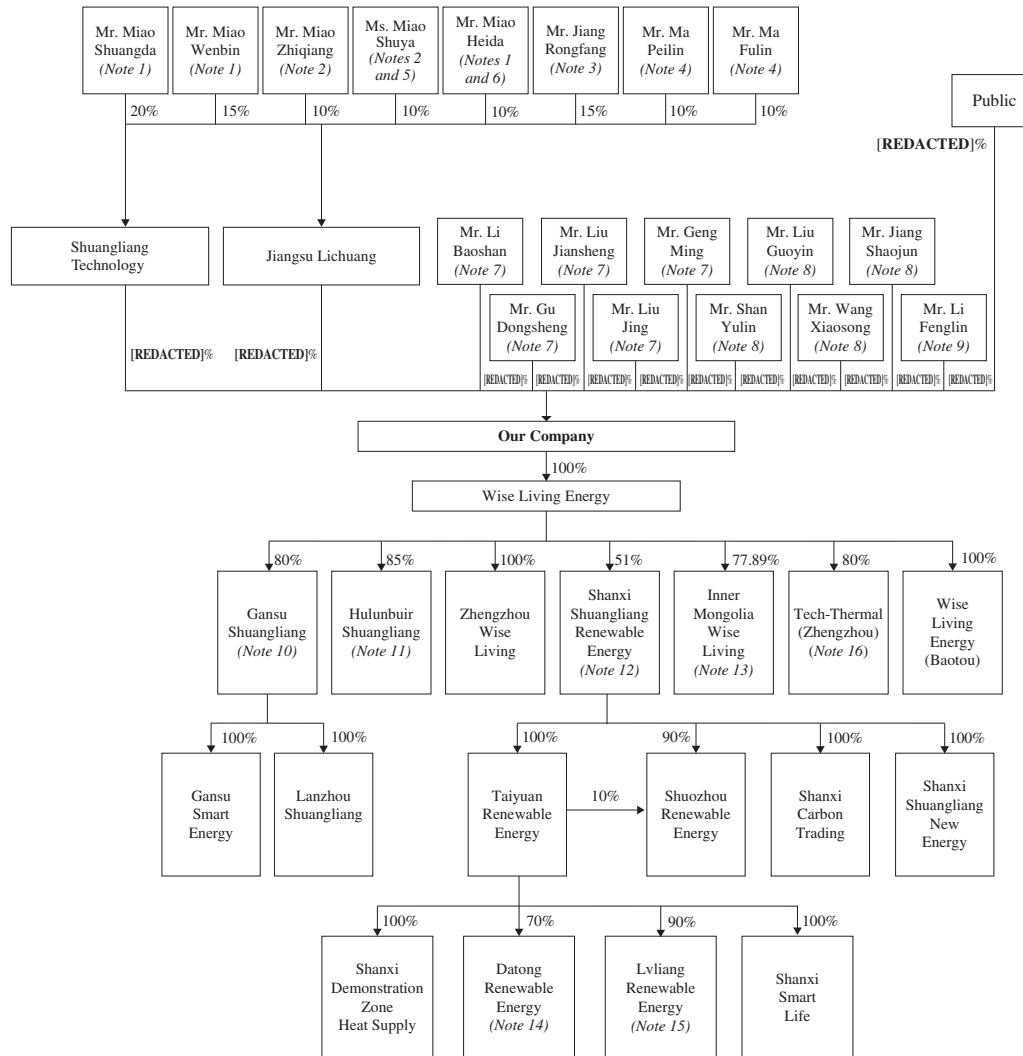 Mr. Miao
Shuangda
(Note 1)
Mr. Miao
Wenbin
(Note 1)
Mr. Miao
Zhiqiang
(Note 2)
Ms. Miao
Shuya
(Notes 2
and 5)
Mr. Miao
Heida
(Notes 1
and 6)
Mr. Jiang
Rongfang
(Note 3)
Mr. Ma
Peilin
(Note 4)
Mr. Ma
Fulin
(Note 4)
Public
20%
15%
10%
10%
10%
15%
10%
10%
[REDACTED]%
Shuangliang
Technology
Jiangsu Lichuang
Mr. Li
Baoshan
(Note 7)
Mr. Liu
Jiansheng
(Note 7)
Mr. Geng
Ming
(Note 7)
Mr. Liu
Guoyin
(Note 8)
Mr. Jiang
Shaojun
(Note 8)
Mr. Gu
Dongsheng
(Note 7)
Mr. Liu
Jing
(Note 7)
Mr. Shan
Yulin
(Note 8)
Mr. Wang
Xiaosong
(Note 8)
Mr. Li
Fenglin
(Note 9)
[REDACTED]%
[REDACTED]%
[REDACTED]%
[REDACTED]%
[REDACTED]%
[REDACTED]%
[REDACTED]%
[REDACTED]%
[REDACTED]%
[REDACTED]%
[REDACTED]%
[REDACTED]%
Our Company
100%
Wise Living Energy
80%
85%
100%
51%
77.89%
80%
100%
Gansu
Shuangliang
(Note 10)
Hulunbuir
Shuangliang
(Note 11)
Zhengzhou
Wise
Living
Shanxi
Shuangliang
Renewable
Energy
(Note 12)
Inner
Mongolia
Wise
Living
(Note 13)
Tech-Thermal
(Zhengzhou)
(Note 16)
Wise
Living
Energy
(Baotou)
100%
100%
100%
90%
100%
100%
Gansu
Smart
Energy
Lanzhou
Shuangliang
Taiyuan
Renewable
Energy
10%
Shuozhou
Renewable
Energy
Shanxi
Carbon
Trading
Shanxi
Shuangliang
New
Energy
100%
70%
90%
100%
Shanxi
Demonstration
Zone
Heat Supply
Datong
Renewable
Energy
(Note 14)
Lvliang
Renewable
Energy
(Note 15)
Shanxi
Smart
Life